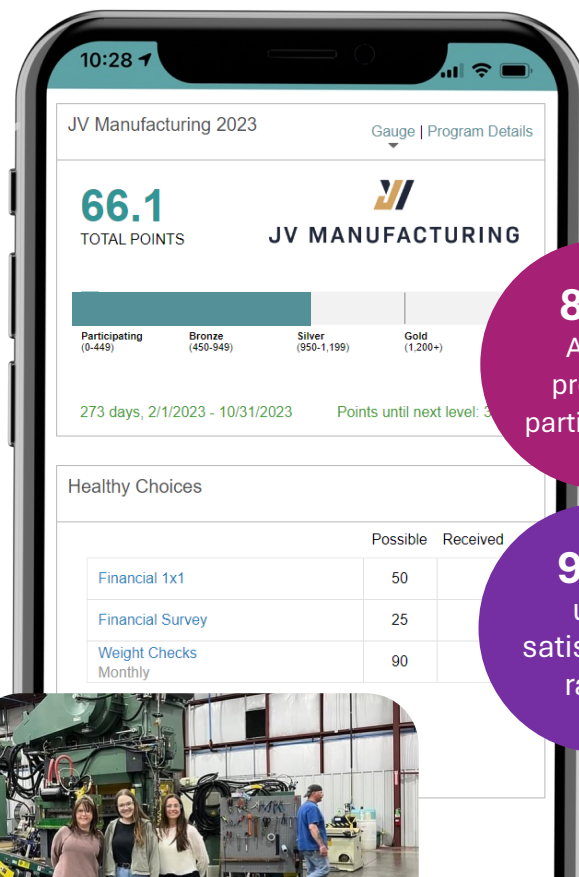 10:28
JV Manufacturing 2023
Gauge | Program Details
66.1
TOTAL POINTS
JV MANUFACTURING
Participating
(0-449)
Bronze
(450-949)
Silver
(950-1,199)
Gold
(1,200+)
273 days, 2/1/2023 - 10/31/2023
Points until next level:
Healthy Choices
Possible Received
Financial 1x1 50
Financial Survey 25
Weight Checks 90
Monthly
8
9